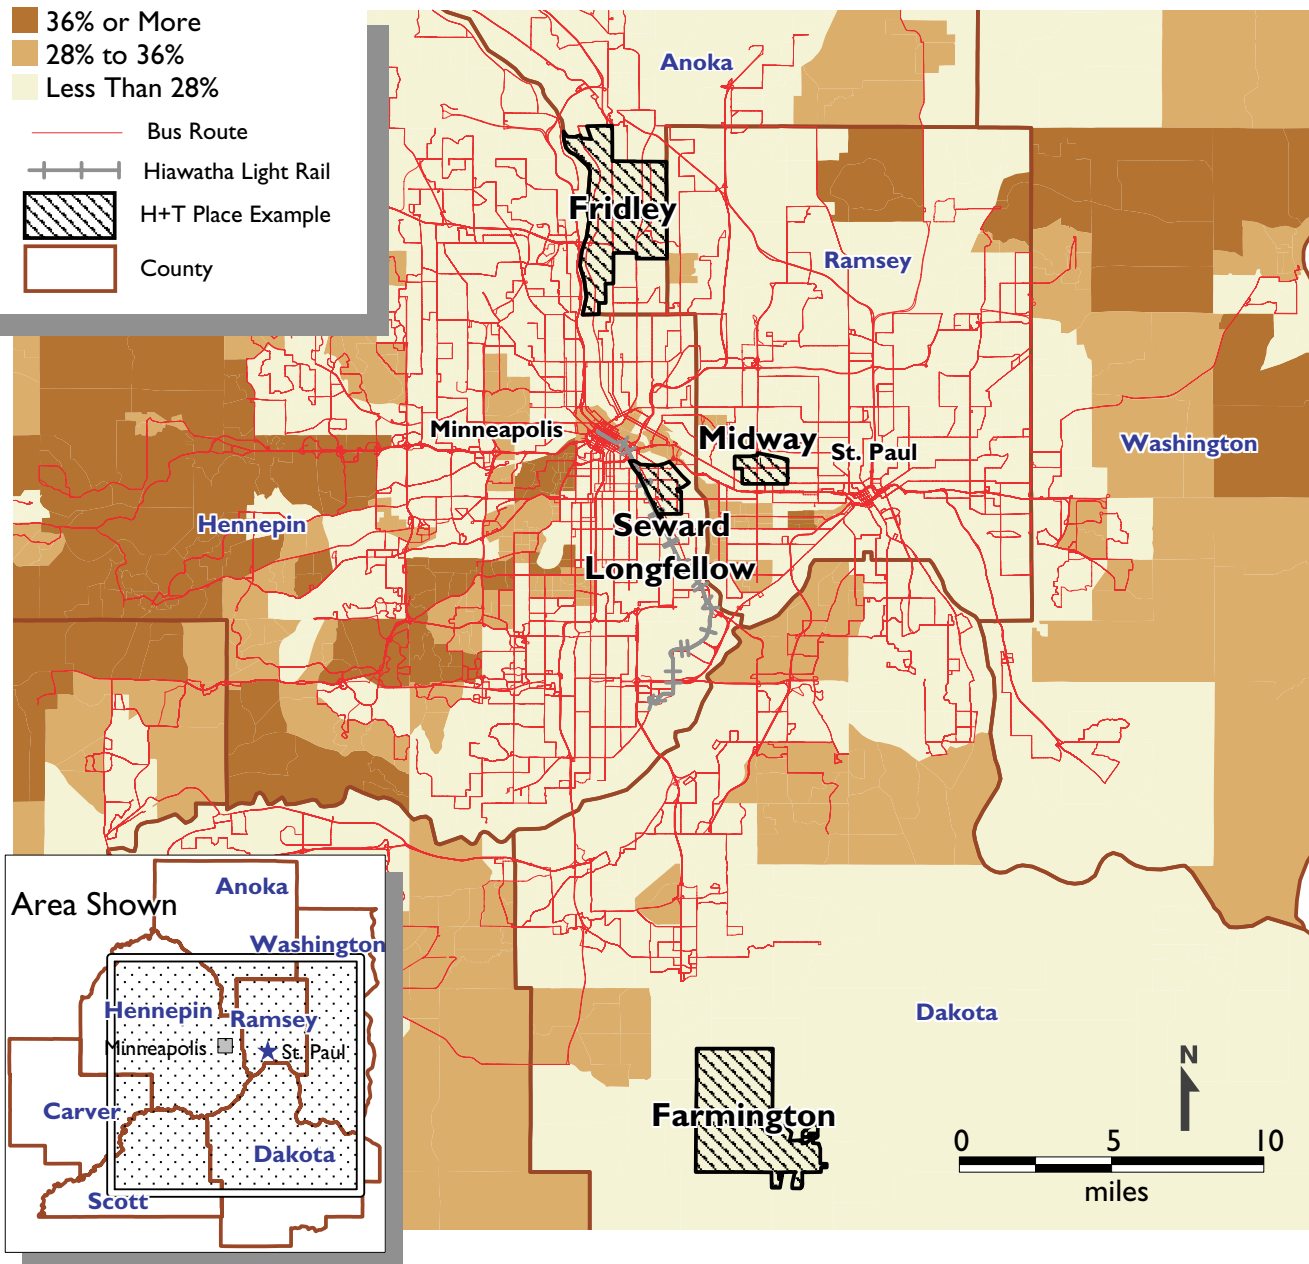 36% or More
28% to 36%
Less Than 28%
Bus Route
Hiawatha Light Rail
H+T Place Example
County
Anoka
Fridley
Ramsey
Minneapolis
Midway
St. Paul
Washington
Hennepin
Seward
Longfellow
Dakota
Farmington
N
0 5 10
miles
Area Shown
Anoka
Washington
Hennepin
Ramsey
Minneapolis
St. Paul
Carver
Dakota
Scott